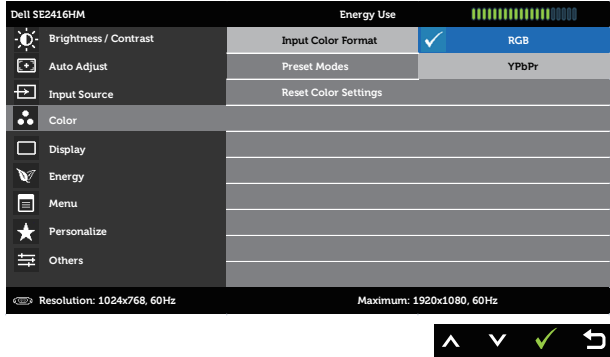 Dell SE2416HM Energy Use
Brightness / Contrast Input Color Format RGB
Auto Adjust Preset Modes YPbPr
Input Source Reset Color Settings
Color
Display
Energy
Menu
Personalize
Others
Resolution: 1024x768, 60Hz Maximum: 1920x1080, 60Hz